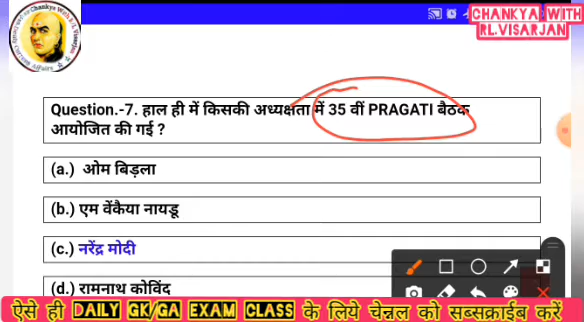 CHANKYA WITH
RL.VISARJAN
Question.-7. हाल ही में किसकी अध्यक्षता में 35 वीं PRAGATI बैठक
आयोजित की गई ?
(a.) ओम बिड़ला
(b.) एम वेंकैया नायडू
(c.) नरेंद्र मोदी
(d.) रामनाथ कोविंद
ऐसे ही DAILY GK/GA EXAM CLASS के लिये चेन्नल को सब्सक्राईब करें